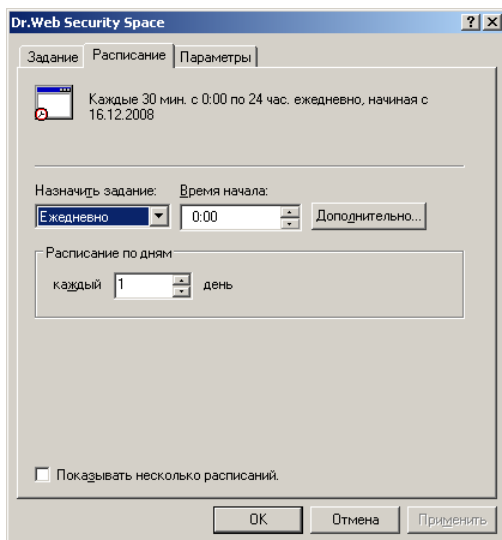 Dr.Web Security Space
Задание Расписание Параметры
Каждые 30 мин. с 0:00 по 24 час. ежедневно, начиная с
16.12.2008
Назначить задание: Время начала:
Ежедневно 0:00 Дополнительно...
Расписание по дням
каждый 1 день
Показывать несколько расписаний.
OK Отмена Применить